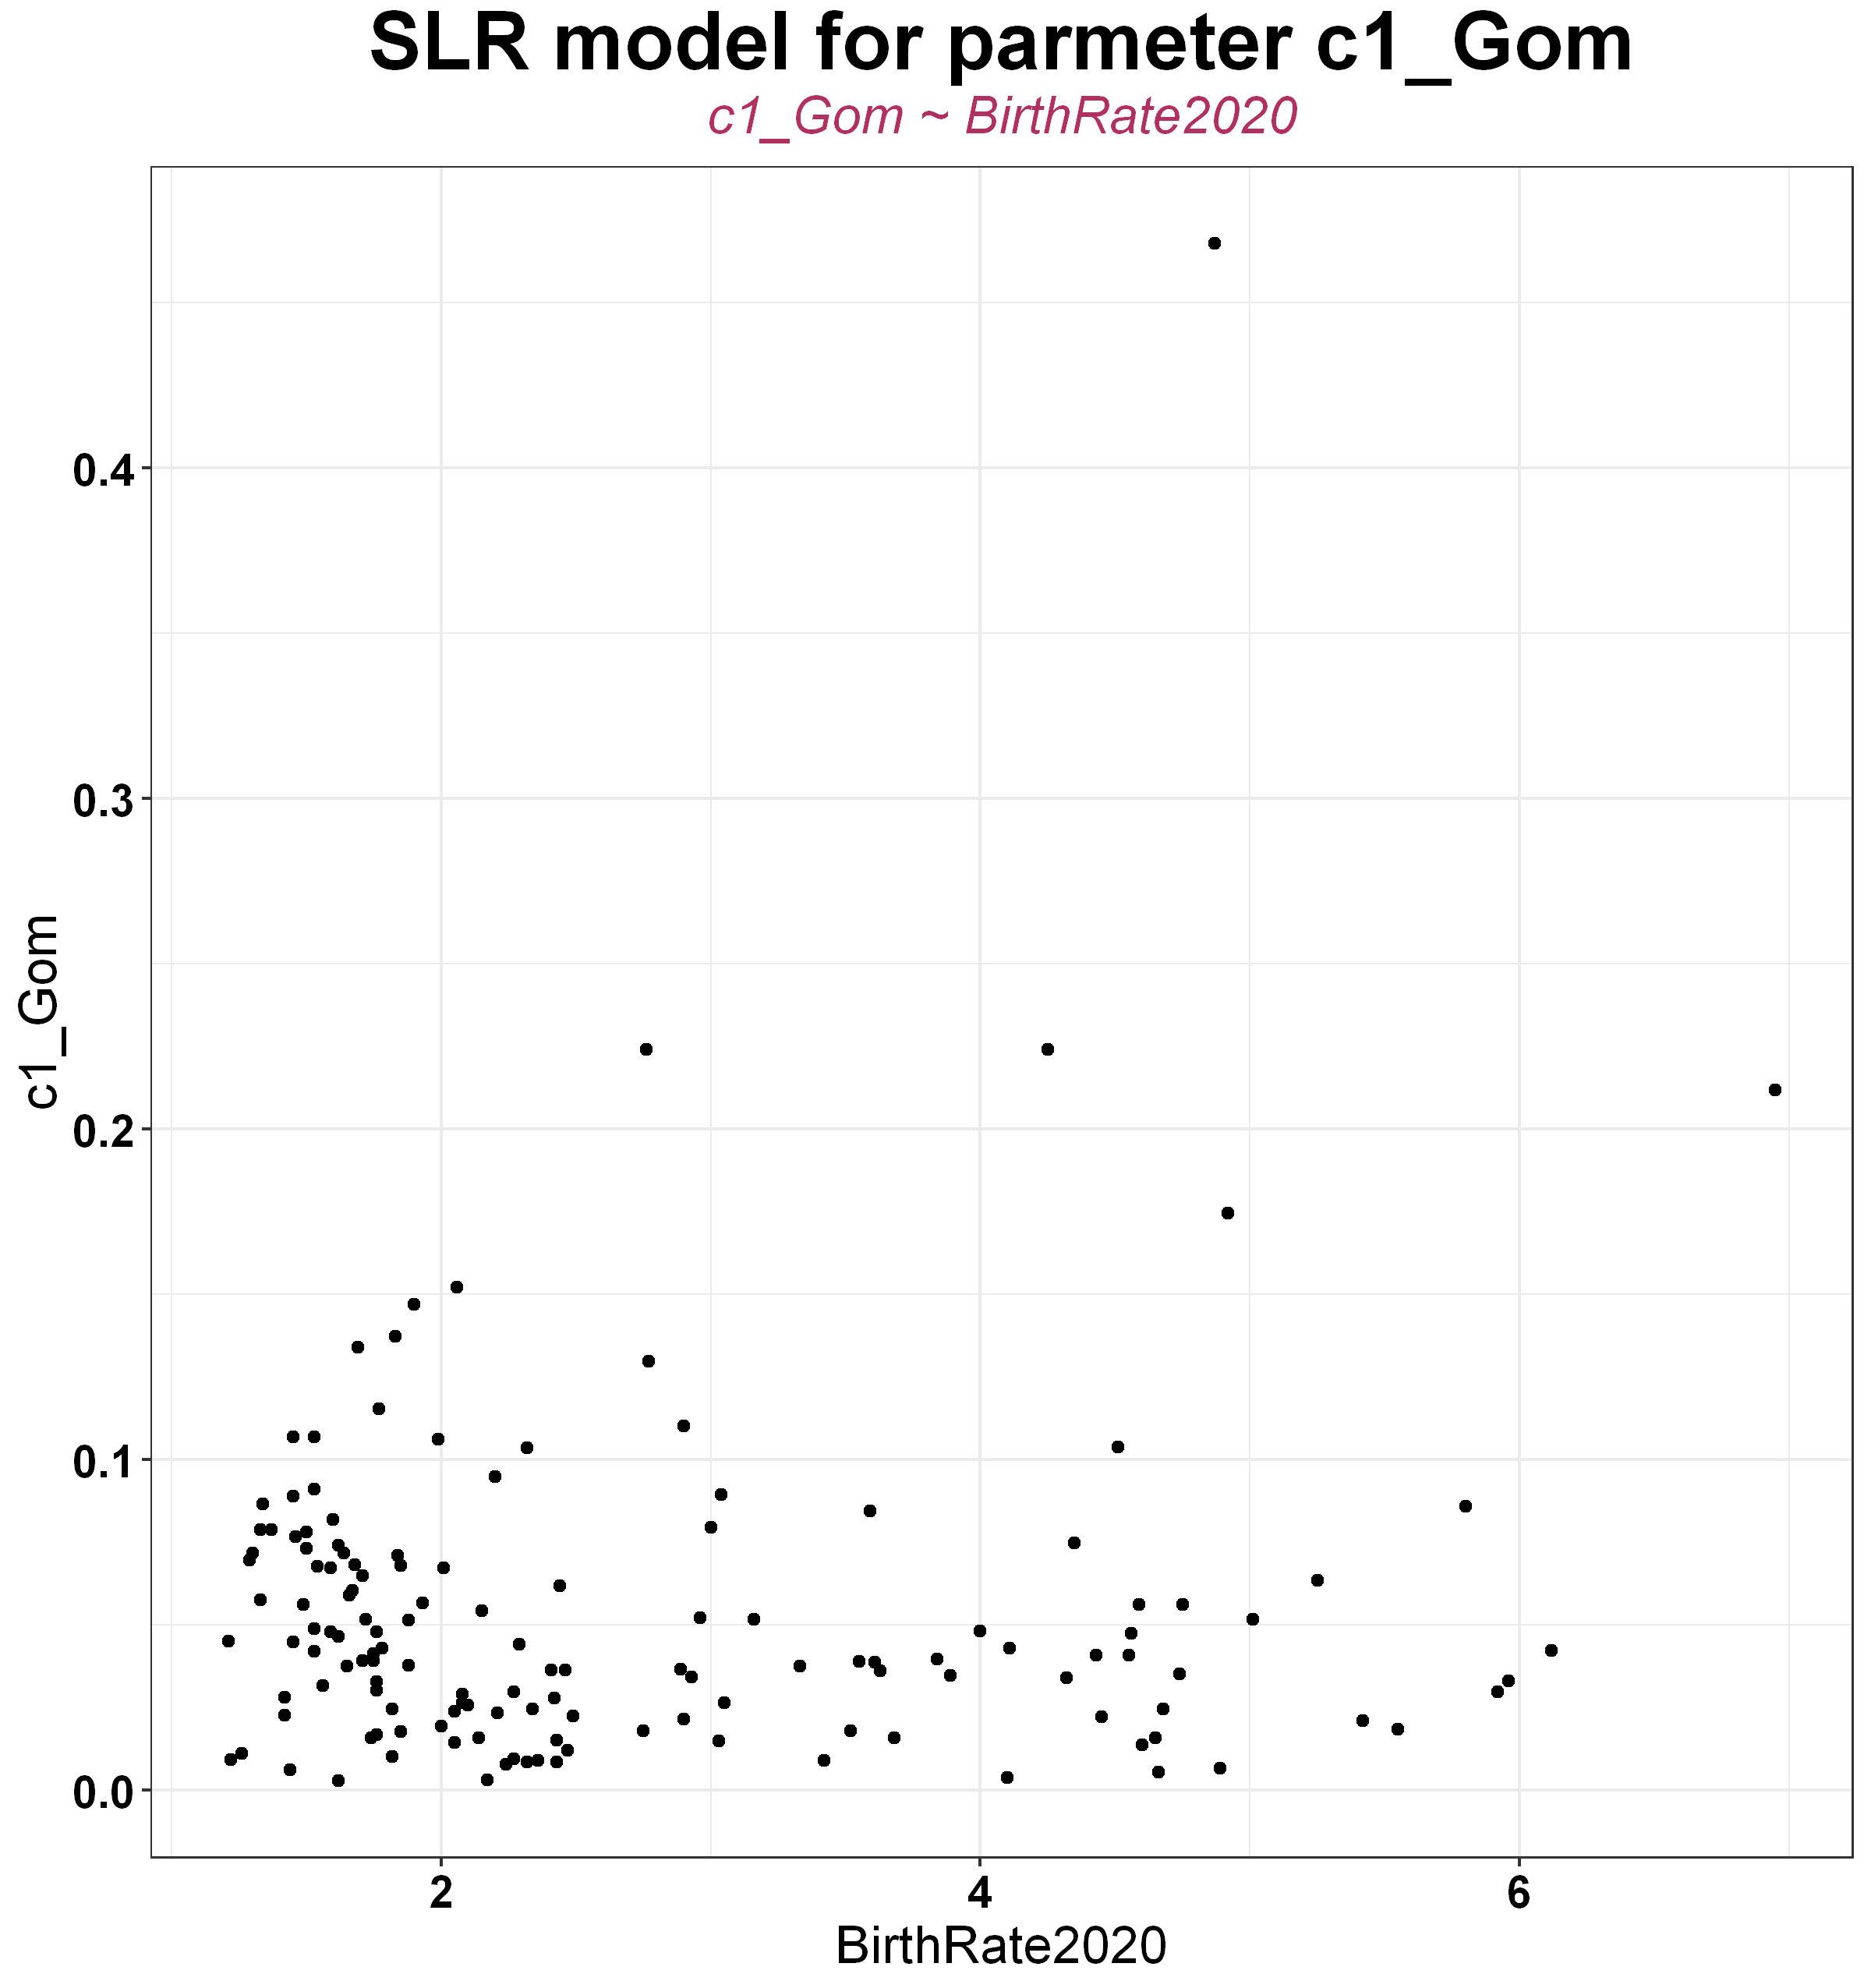 SLR model for parmeter c1_Gom
c1_Gom ~ BirthRate2020
c1_Gom
0.4
0.3
0.2
0.1
0.0
2 4 6
BirthRate2020